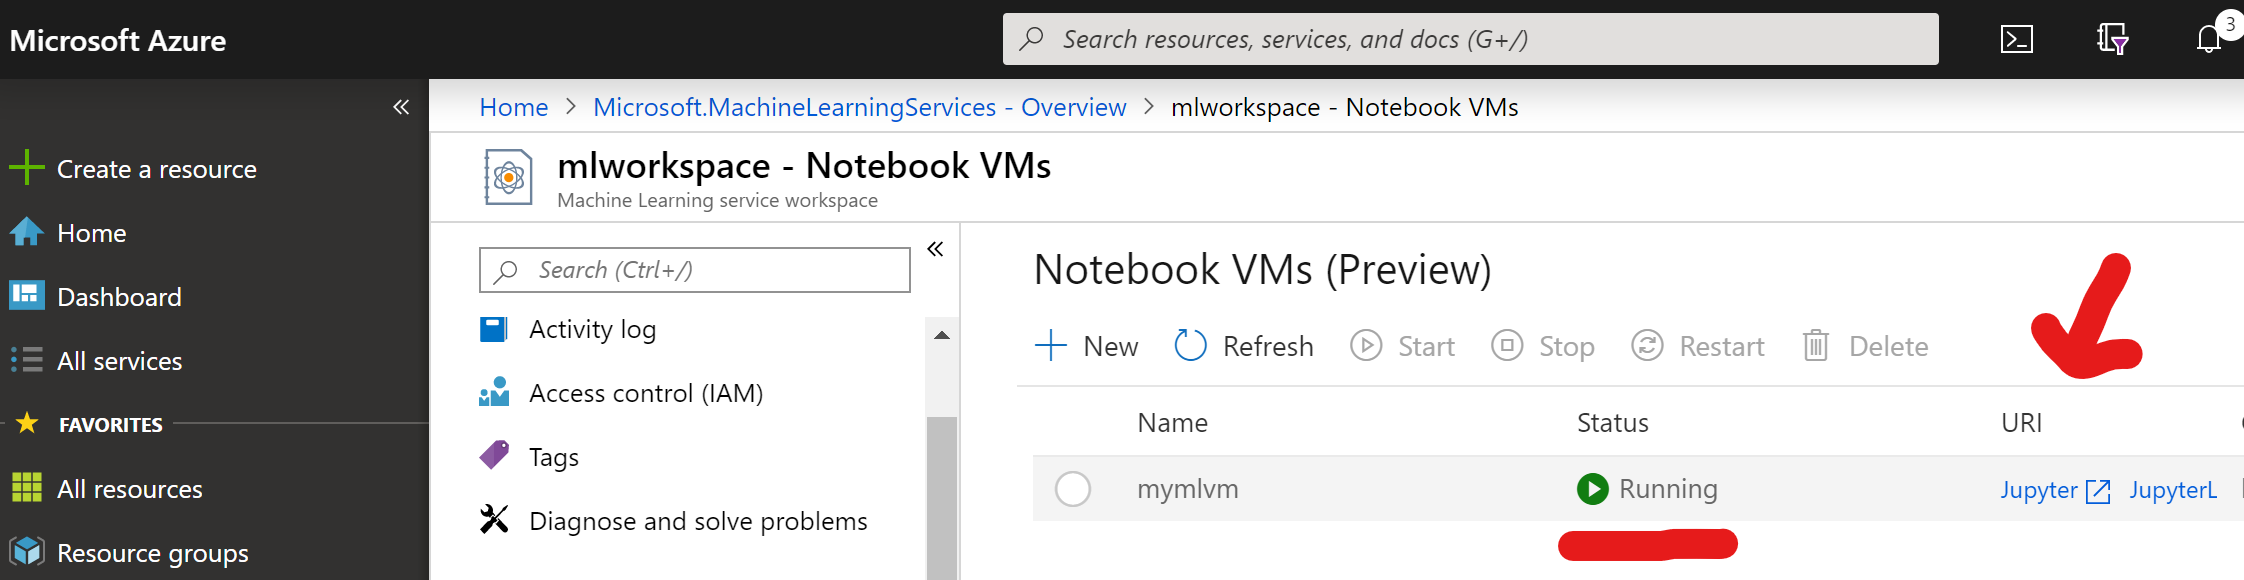 Microsoft Azure
Search resources, services, and docs (G+/)
3
Home > Microsoft.MachineLearningServices - Overview > mlworkspace - Notebook VMs
Create a resource
Home
Dashboard
All services
FAVORITES
All resources
Resource groups
mlworkspace - Notebook VMs
Machine Learning service workspace
Search (Ctrl+/)
Activity log
Access control (IAM)
Tags
Diagnose and solve problems
Notebook VMs (Preview)
New Refresh Start Stop Restart Delete
Name Status URI
mymlvm Running Jupyter JupyterL